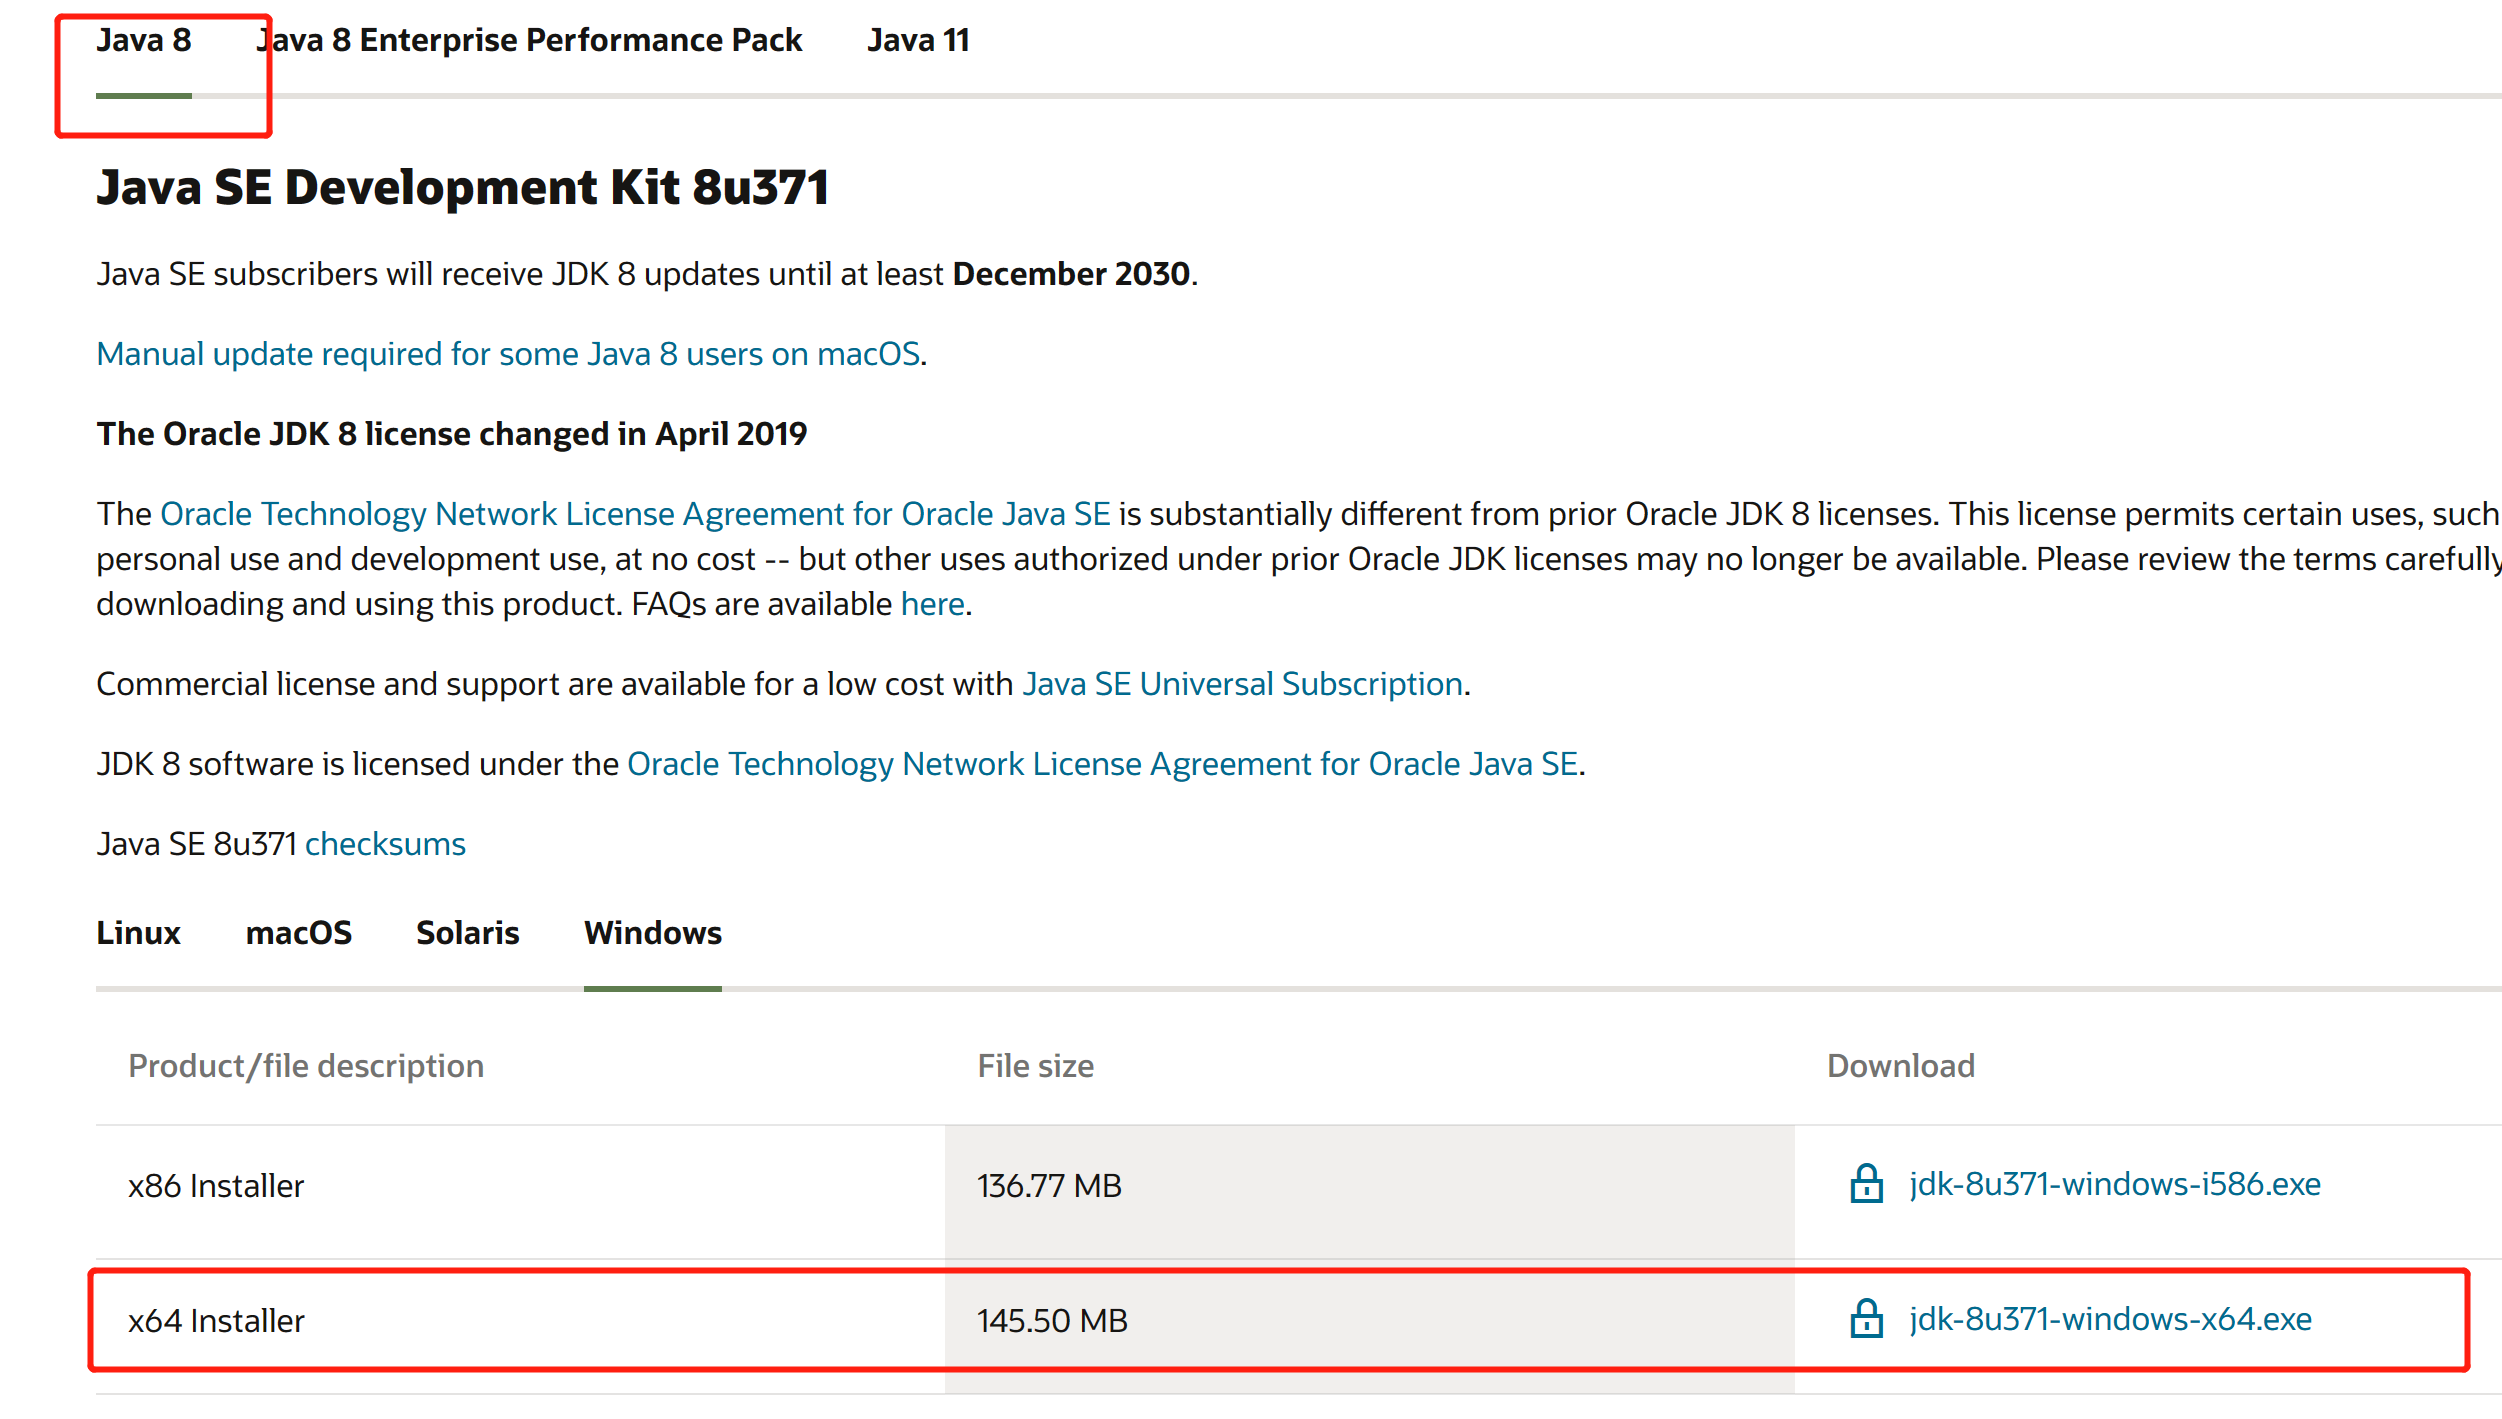 Java 8 Java 8 Enterprise Performance Pack Java 11
Java SE Development Kit 8u371
Java SE subscribers will receive JDK 8 updates until at least December 2030.
Manual update required for some Java 8 users on macOS.
The Oracle JDK 8 license changed in April 2019
The Oracle Technology Network License Agreement for Oracle Java SE is substantially different from prior Oracle JDK 8 licenses. This license permits certain uses, such
personal use and development use, at no cost -- but other uses authorized under prior Oracle JDK licenses may no longer be available. Please review the terms carefully
downloading and using this product. FAQs are available here.
Commercial license and support are available for a low cost with Java SE Universal Subscription.
JDK 8 software is licensed under the Oracle Technology Network License Agreement for Oracle Java SE.
Java SE 8u371 checksums
Linux macOS Solaris Windows
Product/file description File size Download
x86 Installer 136.77 MB jdk-8u371-windows-i586.exe
x64 Installer 145.50 MB jdk-8u371-windows-x64.exe